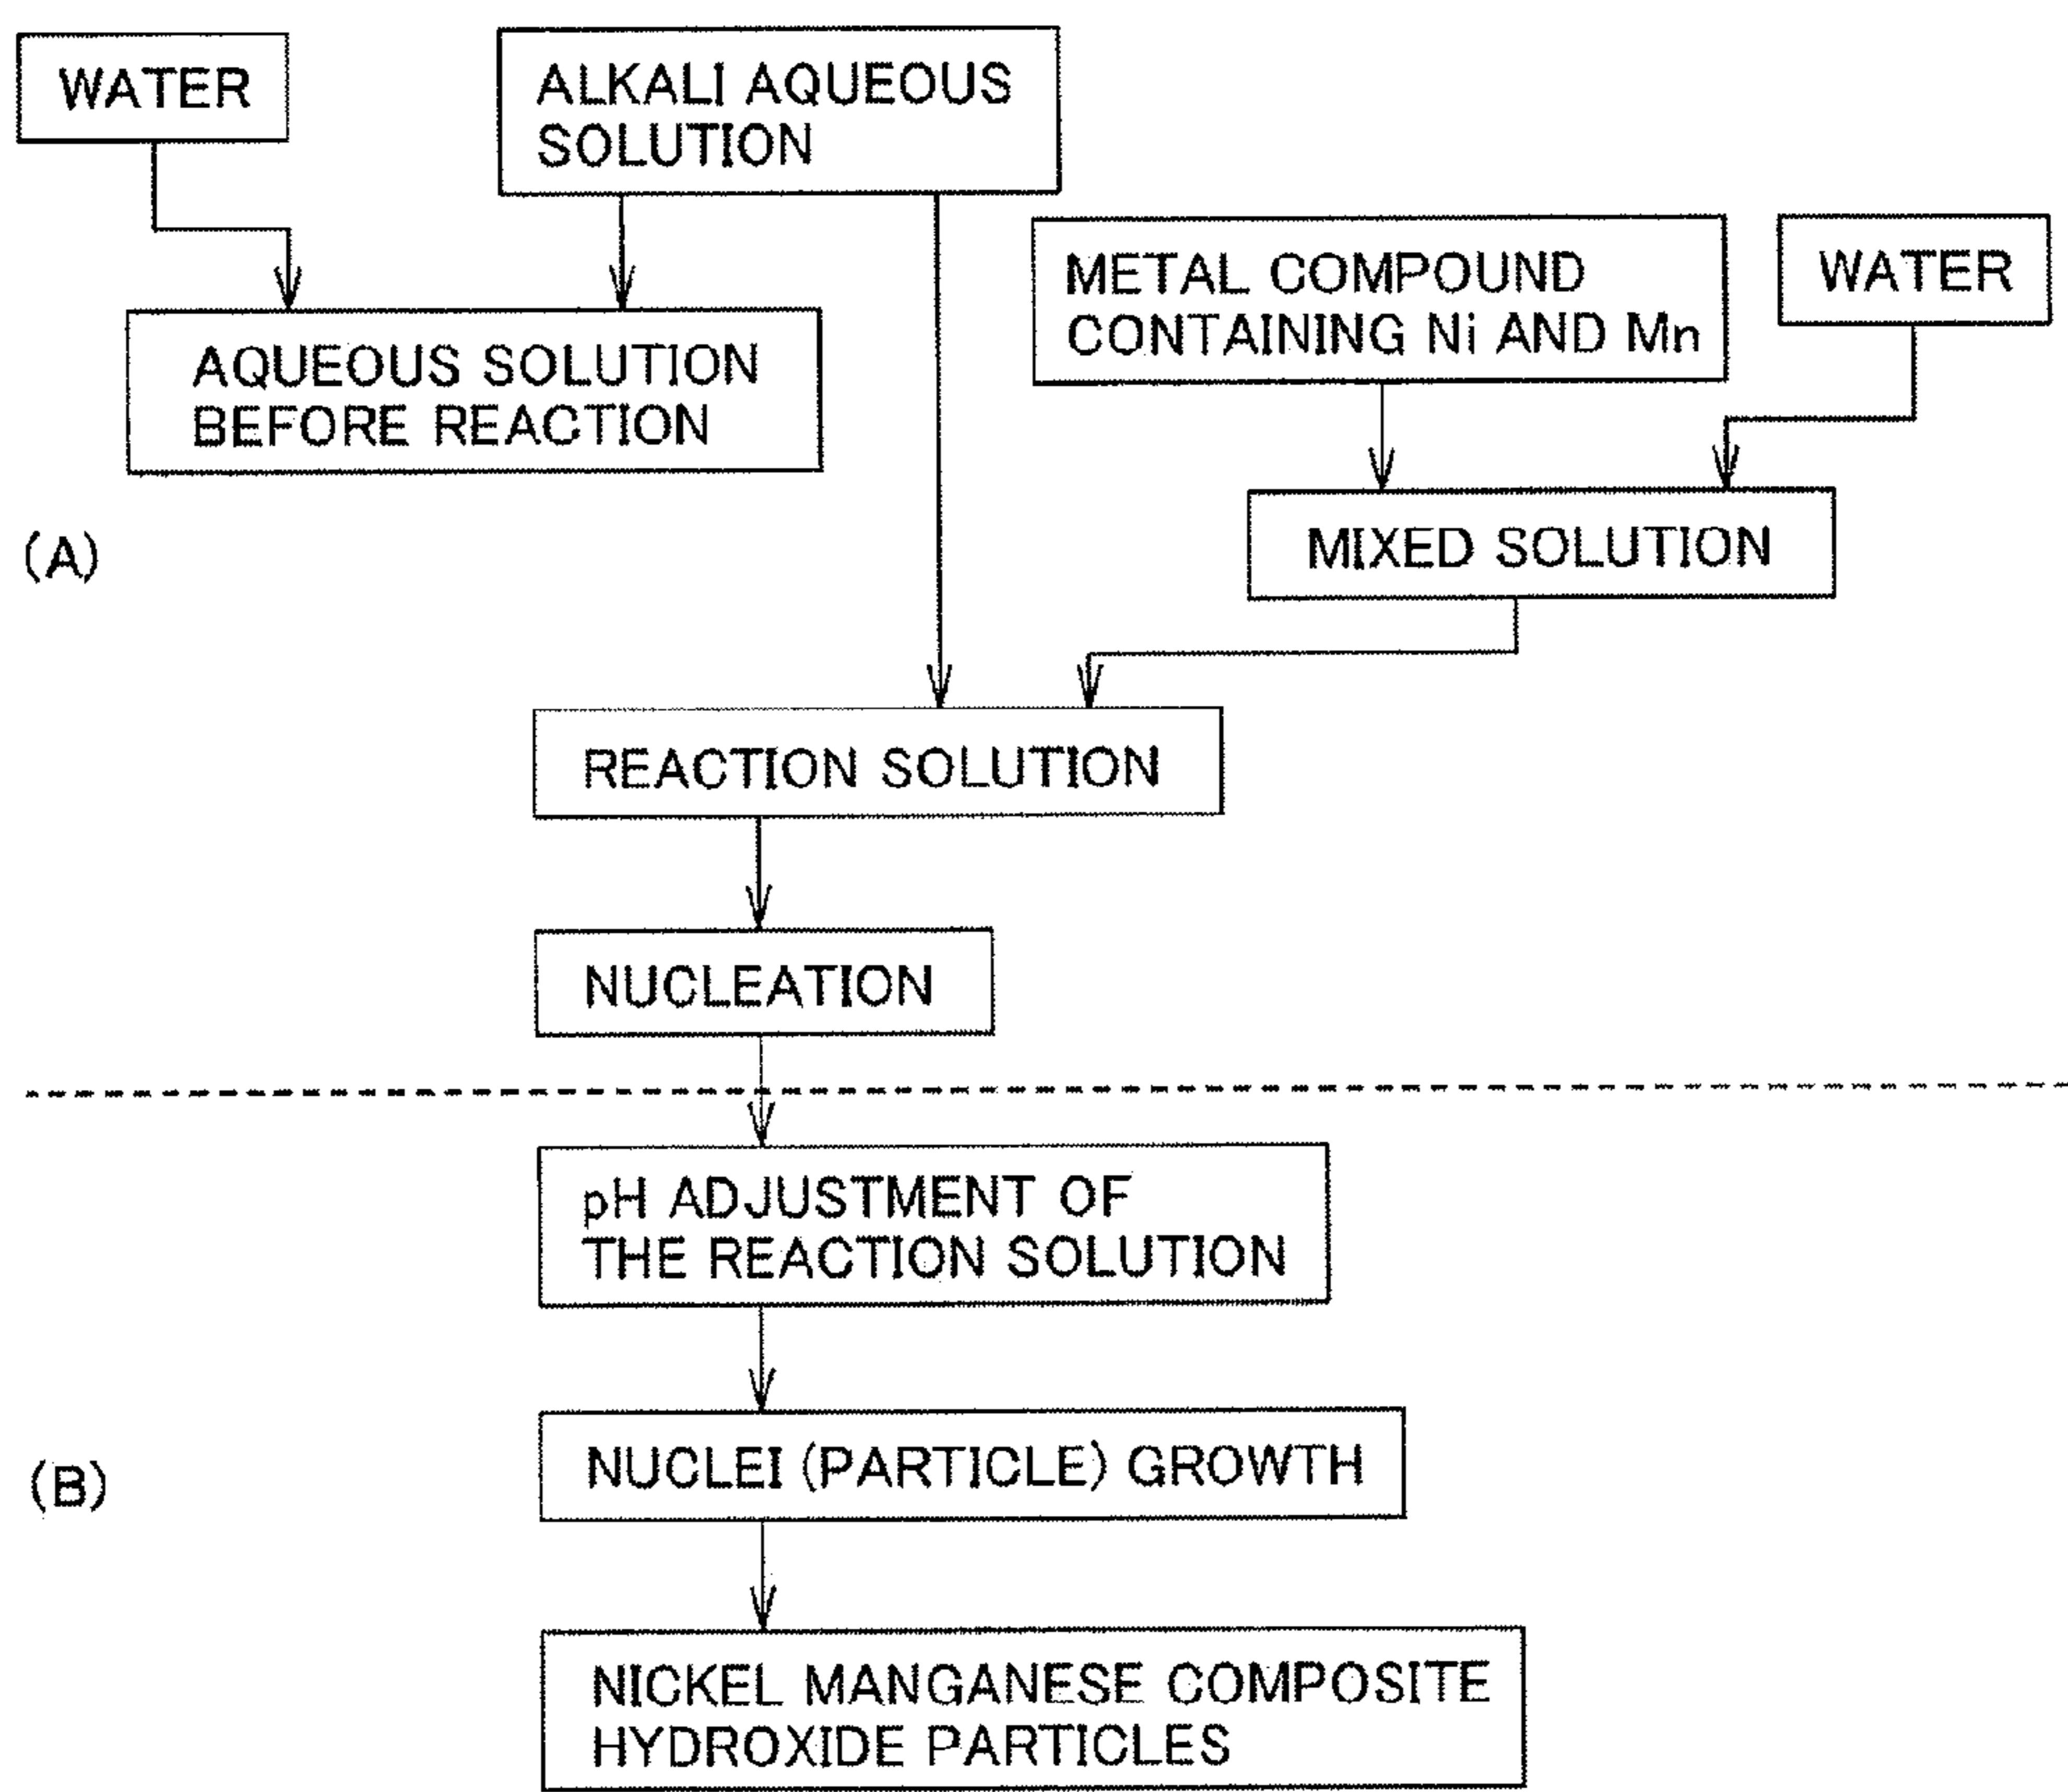 WATER
ALKALI AQUEOUS
SOLUTION
METAL COMPOUND
CONTAINING Ni AND Mn
WATER
AQUEOUS SOLUTION
BEFORE REACTION
(A)
MIXED SOLUTION
REACTION SOLUTION
NUCLEATION
pH ADJUSTMENT OF
THE REACTION SOLUTION
(B)
NUCLEI (PARTICLE) GROWTH
NICKEL MANGANESE COMPOSITE
HYDROXIDE PARTICLES